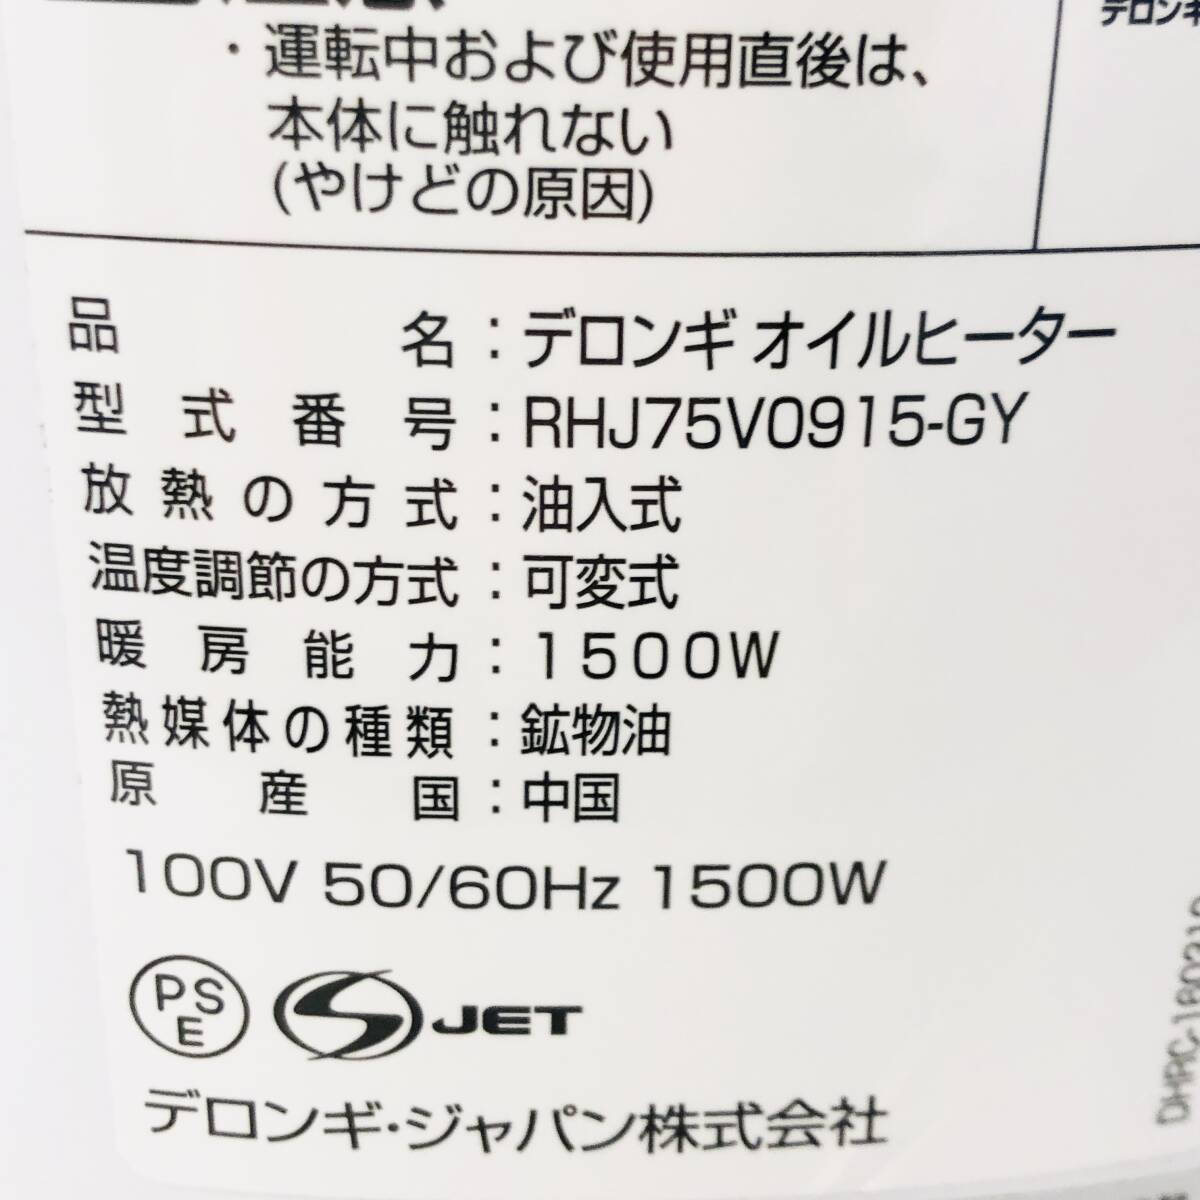 デロンギ
・運転中および使用直後は、
本体に触れない
(やけどの原因)
品名：デロンギ オイルヒーター
型式番号：RHJ75V0915-GY
放熱の方式：油入式
温度調節の方式：可変式
暖房能力：1500W
熱媒体の種類：鉱物油
原産国：中国
100V 50/60Hz 1500W
PS
E
JET
デロンギ・ジャパン株式会社